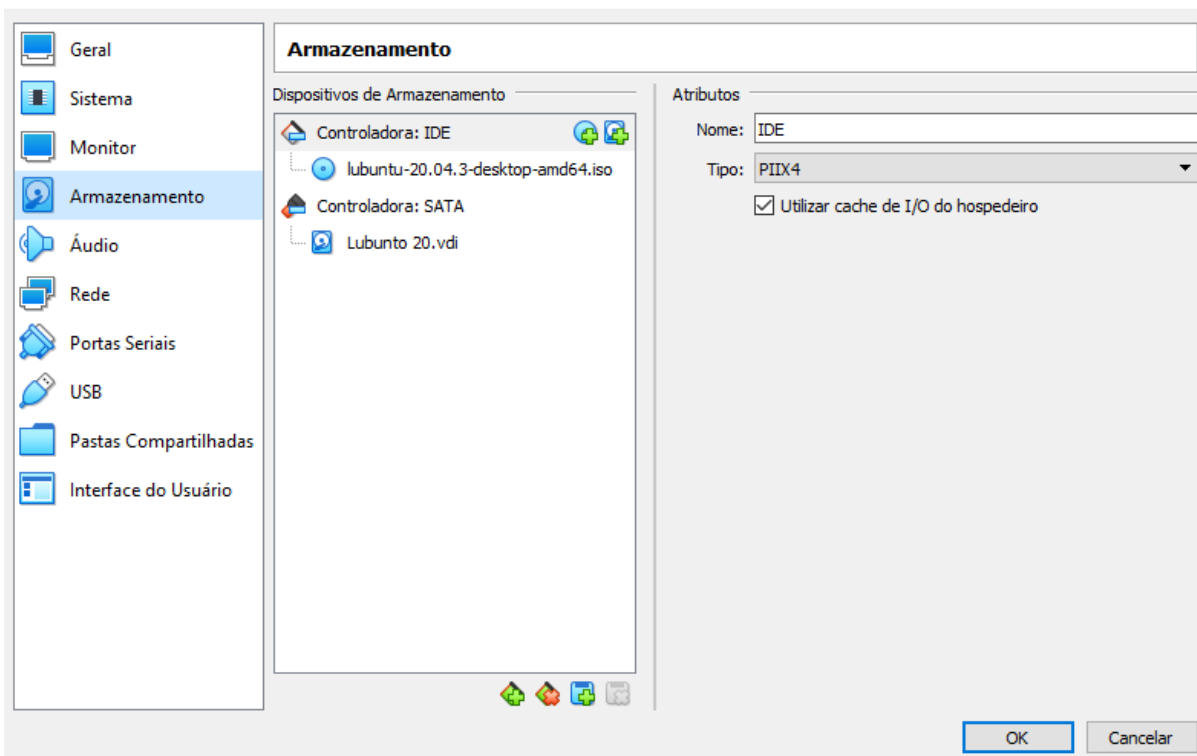 Geral
Sistema
Monitor
Armazenamento
Áudio
Rede
Portas Seriais
USB
Pastas Compartilhadas
Interface do Usuário
Armazenamento
Dispositivos de Armazenamento
Controladora: IDE
lubuntu-20.04.3-desktop-amd64.iso
Controladora: SATA
Lubunto 20.vdi
Atributos
Nome: IDE
Tipo: PIIX4
Utilizar cache de I/O do hospedeiro
OK
Cancelar